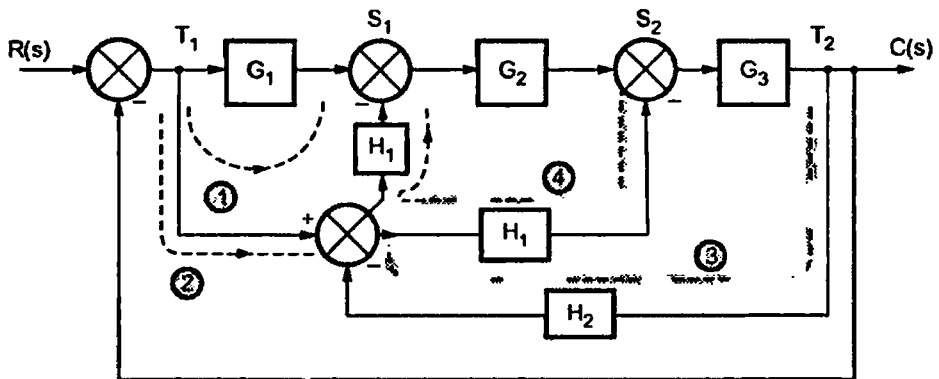 R(s) T₁ G₁ S₁ G₂ S₂ G₃ T₂ C(s)
− − −
H₁
① ④
+ H₁
−
② ③
H₂